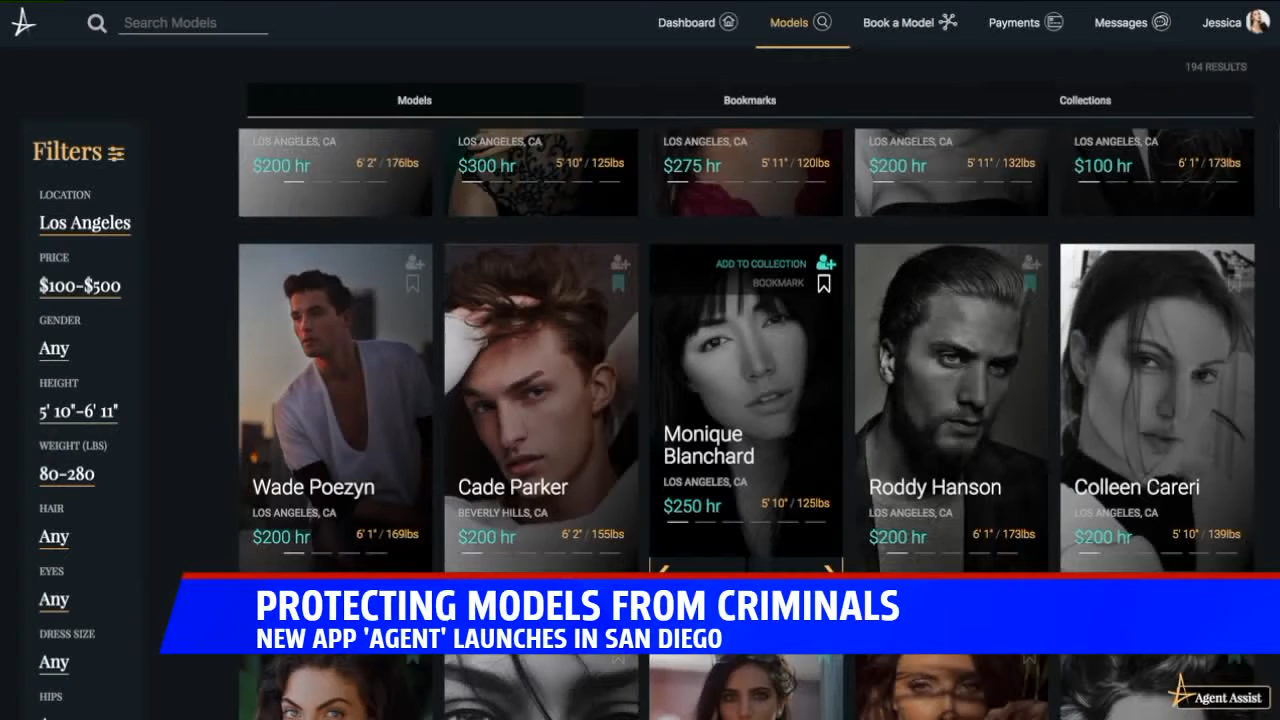 Search Models
Dashboard
Models
Book a Model
Payments
Messages
Jessica
194 RESULTS
Models
Bookmarks
Collections
Filters
LOCATION
Los Angeles
PRICE
$100-$500
GENDER
Any
HEIGHT
5' 10"-6' 11"
WEIGHT (LBS)
80-280
HAIR
Any
EYES
Any
DRESS SIZE
Any
HIPS
LOS ANGELES, CA
$200 hr
6' 2" / 176lbs
LOS ANGELES, CA
$300 hr
5' 10" / 125lbs
LOS ANGELES, CA
$275 hr
5' 11" / 120lbs
LOS ANGELES, CA
$200 hr
5' 11" / 132lbs
LOS ANGELES, CA
$100 hr
6' 1" / 173lbs
Wade Poezyn
LOS ANGELES, CA
$200 hr
6' 1" / 169lbs
Cade Parker
BEVERLY HILLS, CA
$200 hr
6' 2" / 155lbs
ADD TO COLLECTION
BOOKMARK
Monique
Blanchard
LOS ANGELES, CA
$250 hr
5' 10" / 125lbs
Roddy Hanson
LOS ANGELES, CA
$200 hr
6' 1" / 173lbs
Colleen Careri
LOS ANGELES, CA
$200 hr
5' 10" / 139lbs
PROTECTING MODELS FROM CRIMINALS
NEW APP 'AGENT' LAUNCHES IN SAN DIEGO
Agent Assist